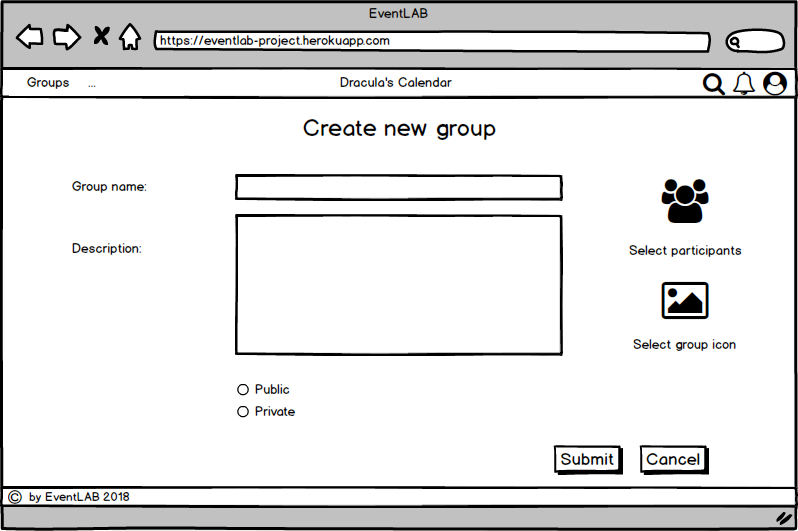 EventLAB
https://eventlab-project.herokuapp.com
Groups ... Dracula's Calendar
Create new group
Group name:
Description:
Select participants
Select group icon
Public
Private
Submit Cancel
© by EventLAB 2018